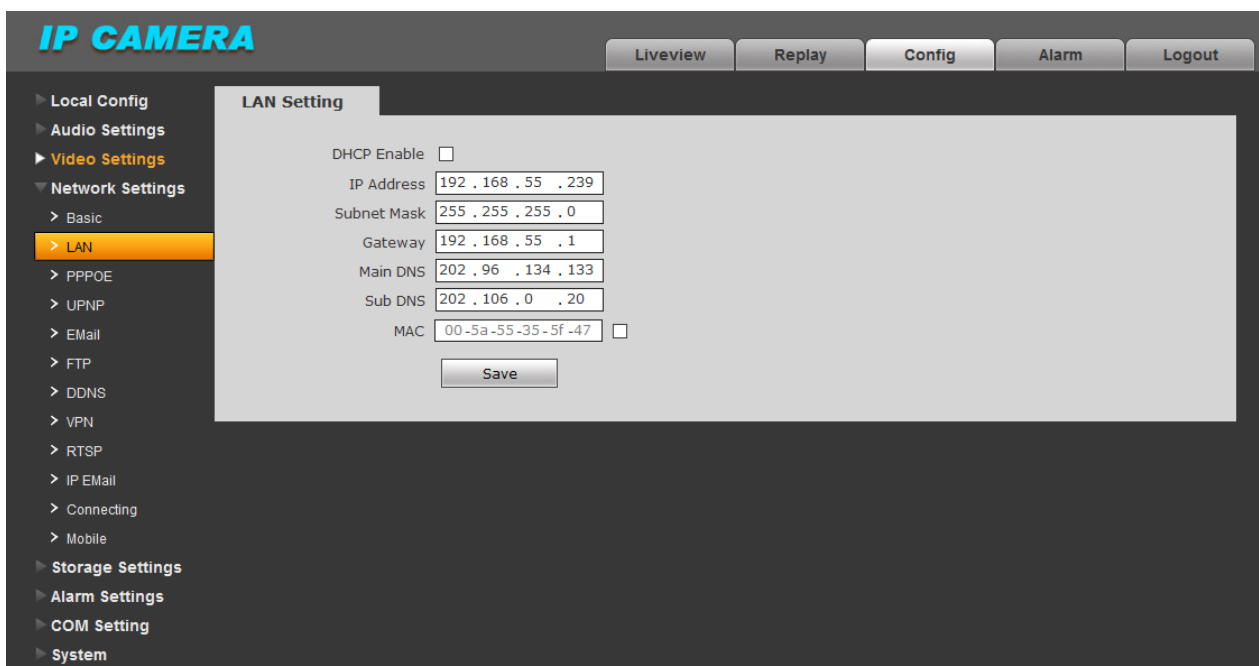 IP CAMERA
Liveview Replay Config Alarm Logout
Local Config
Audio Settings
Video Settings
Network Settings
Basic
LAN
PPPOE
UPNP
EMail
FTP
DDNS
VPN
RTSP
IP EMail
Connecting
Mobile
Storage Settings
Alarm Settings
COM Setting
System
LAN Setting
DHCP Enable
IP Address 192 . 168 . 55 . 239
Subnet Mask 255 . 255 . 255 . 0
Gateway 192 . 168 . 55 . 1
Main DNS 202 . 96 . 134 . 133
Sub DNS 202 . 106 . 0 . 20
MAC 00-5a-55-35-5f-47
Save